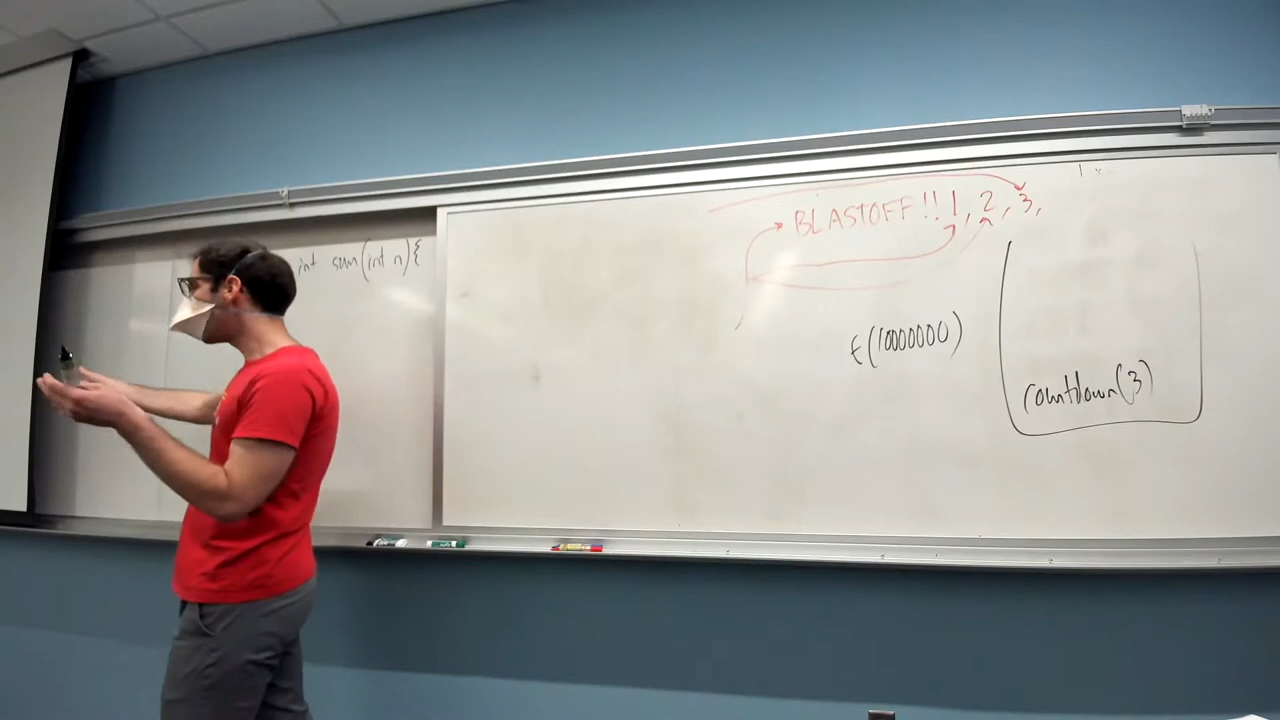 int sum(int n){
BLASTOFF!! 1, 2, 3,
t(10000000)
countdown(3)